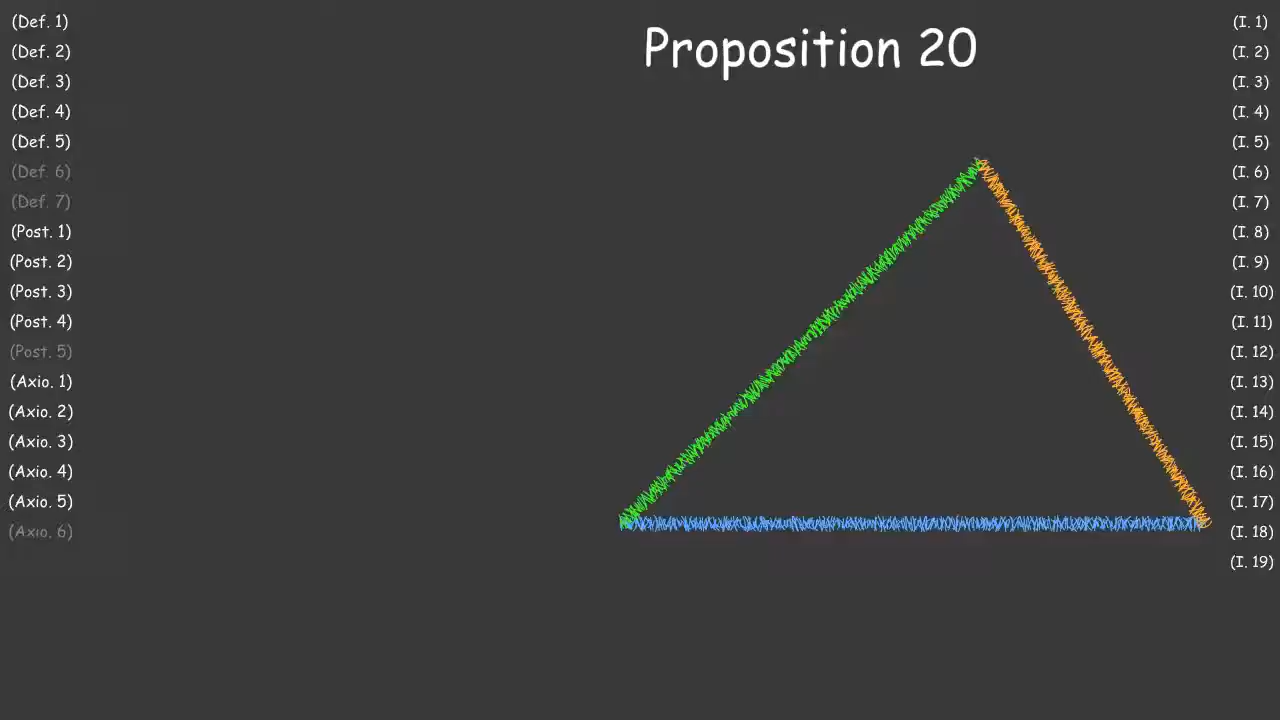 Proposition 20
(Def. 1)
(Def. 2)
(Def. 3)
(Def. 4)
(Def. 5)
(Def. 6)
(Def. 7)
(Post. 1)
(Post. 2)
(Post. 3)
(Post. 4)
(Post. 5)
(Axio. 1)
(Axio. 2)
(Axio. 3)
(Axio. 4)
(Axio. 5)
(Axio. 6)
(I. 1)
(I. 2)
(I. 3)
(I. 4)
(I. 5)
(I. 6)
(I. 7)
(I. 8)
(I. 9)
(I. 10)
(I. 11)
(I. 12)
(I. 13)
(I. 14)
(I. 15)
(I. 16)
(I. 17)
(I. 18)
(I. 19)